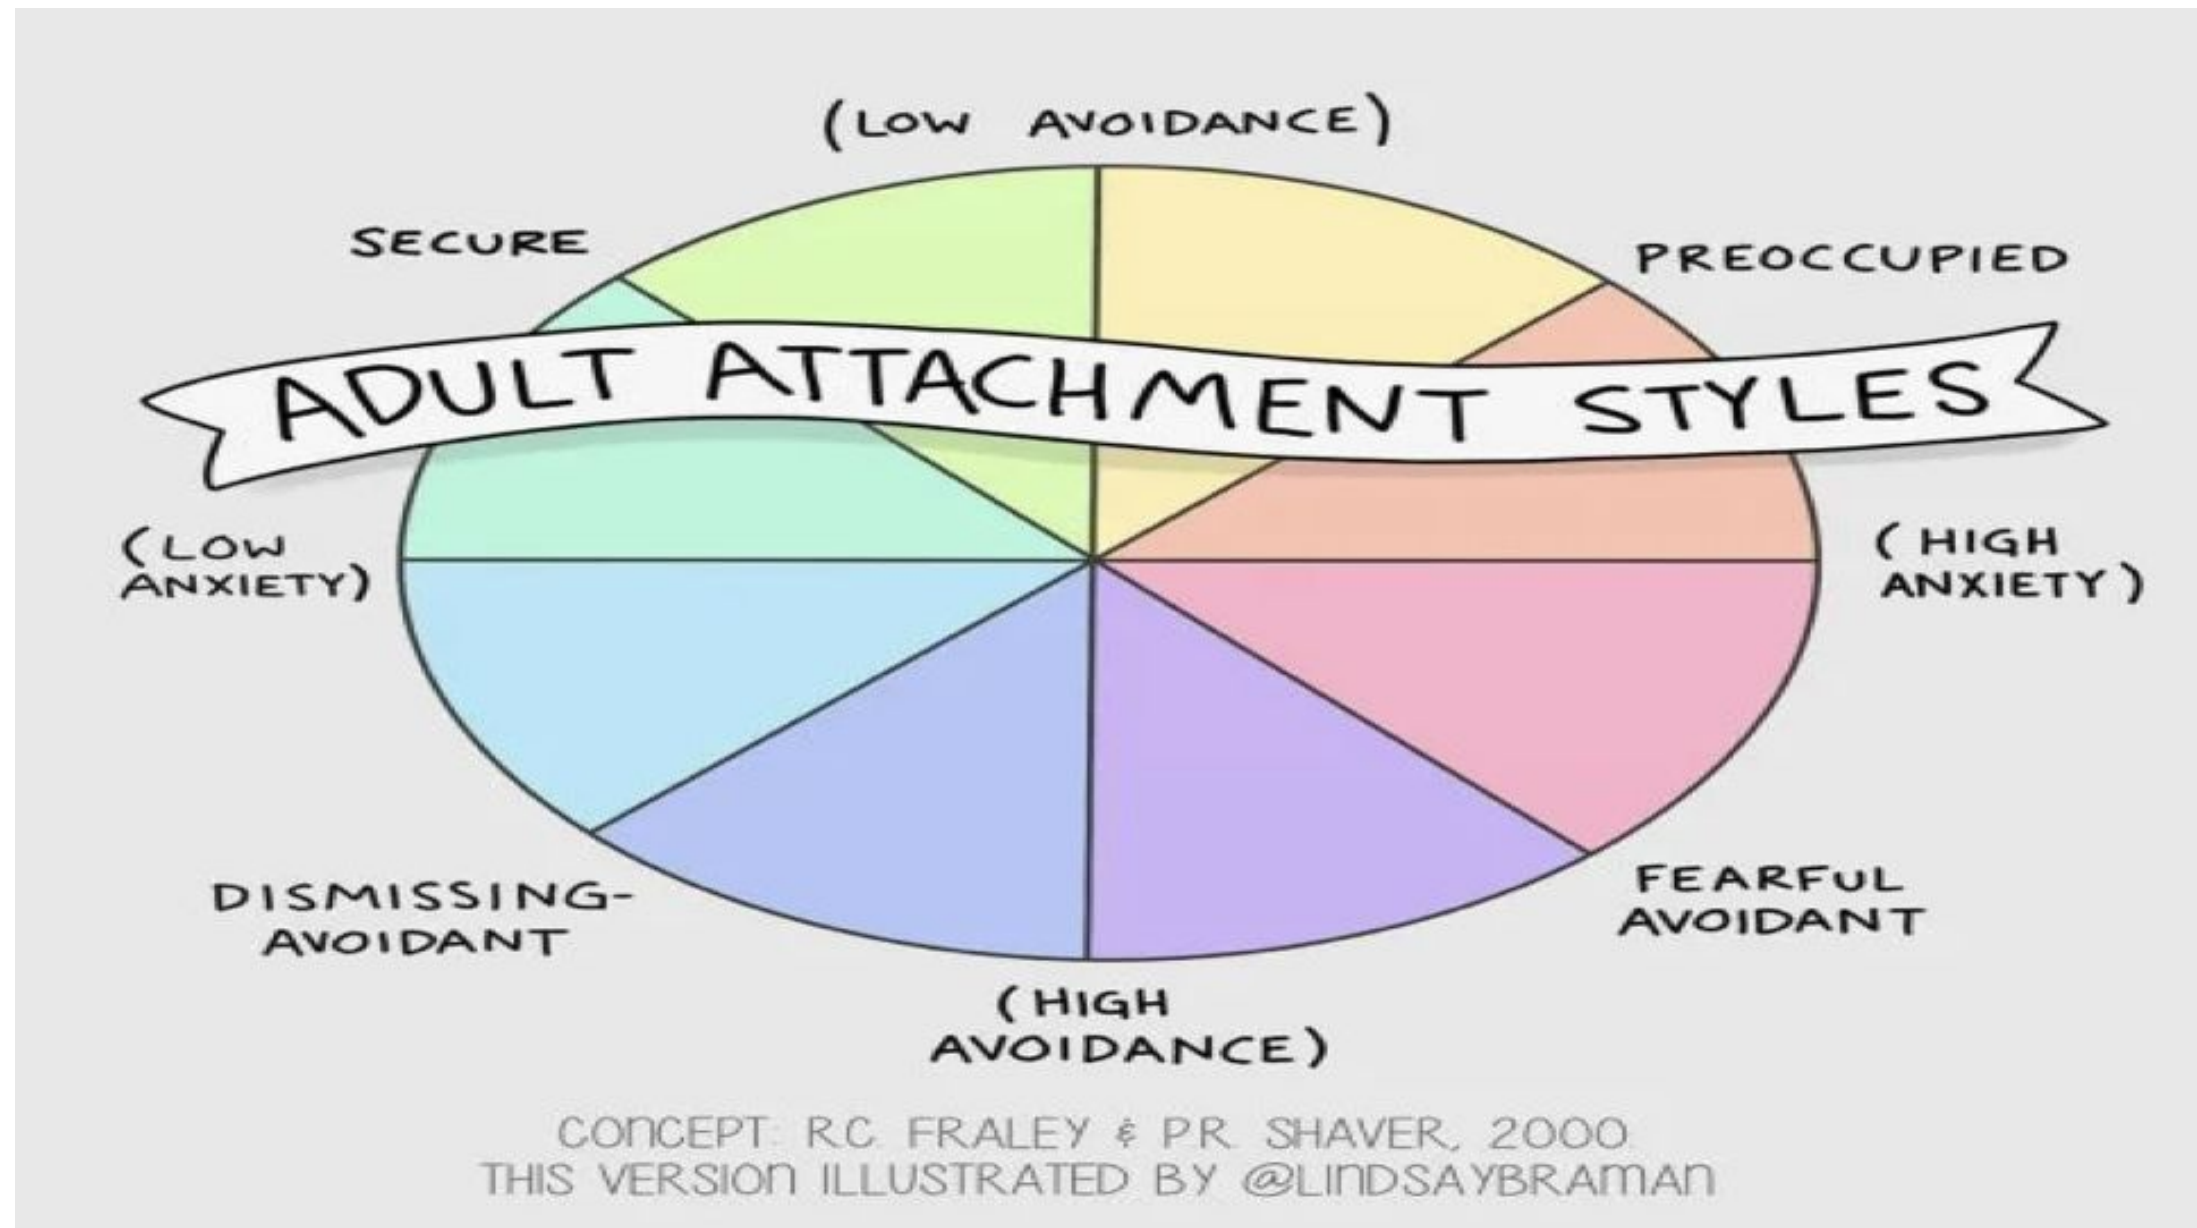 (LOW AVOIDANCE)
SECURE
PREOCCUPIED
ADULT ATTACHMENT STYLES
(LOW
ANXIETY)
(HIGH
ANXIETY)
DISMISSING-
AVOIDANT
FEARFUL
AVOIDANT
(HIGH
AVOIDANCE)
CONCEPT: R.C. FRALEY & P.R. SHAVER, 2000
THIS VERSION ILLUSTRATED BY @LINDSAYBRAMAN